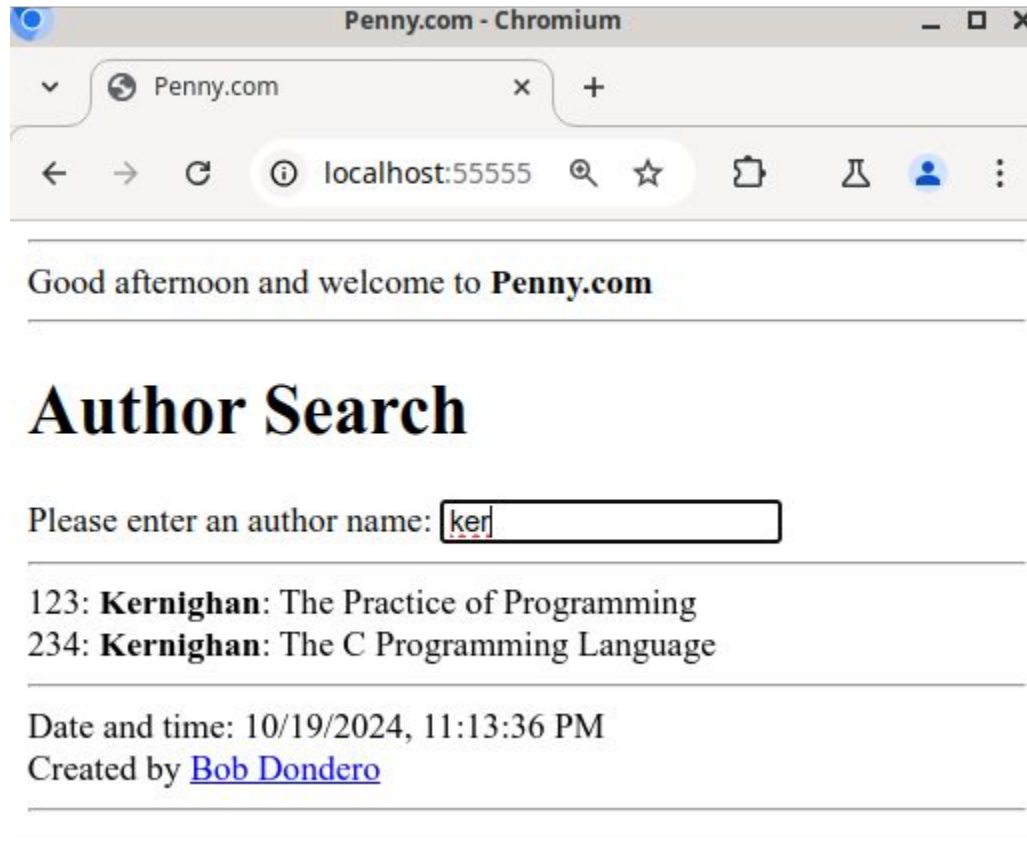 Penny.com - Chromium
Penny.com
localhost:55555
Good afternoon and welcome to Penny.com
Author Search
Please enter an author name: ker
123: Kernighan: The Practice of Programming
234: Kernighan: The C Programming Language
Date and time: 10/19/2024, 11:13:36 PM
Created by Bob Dondero